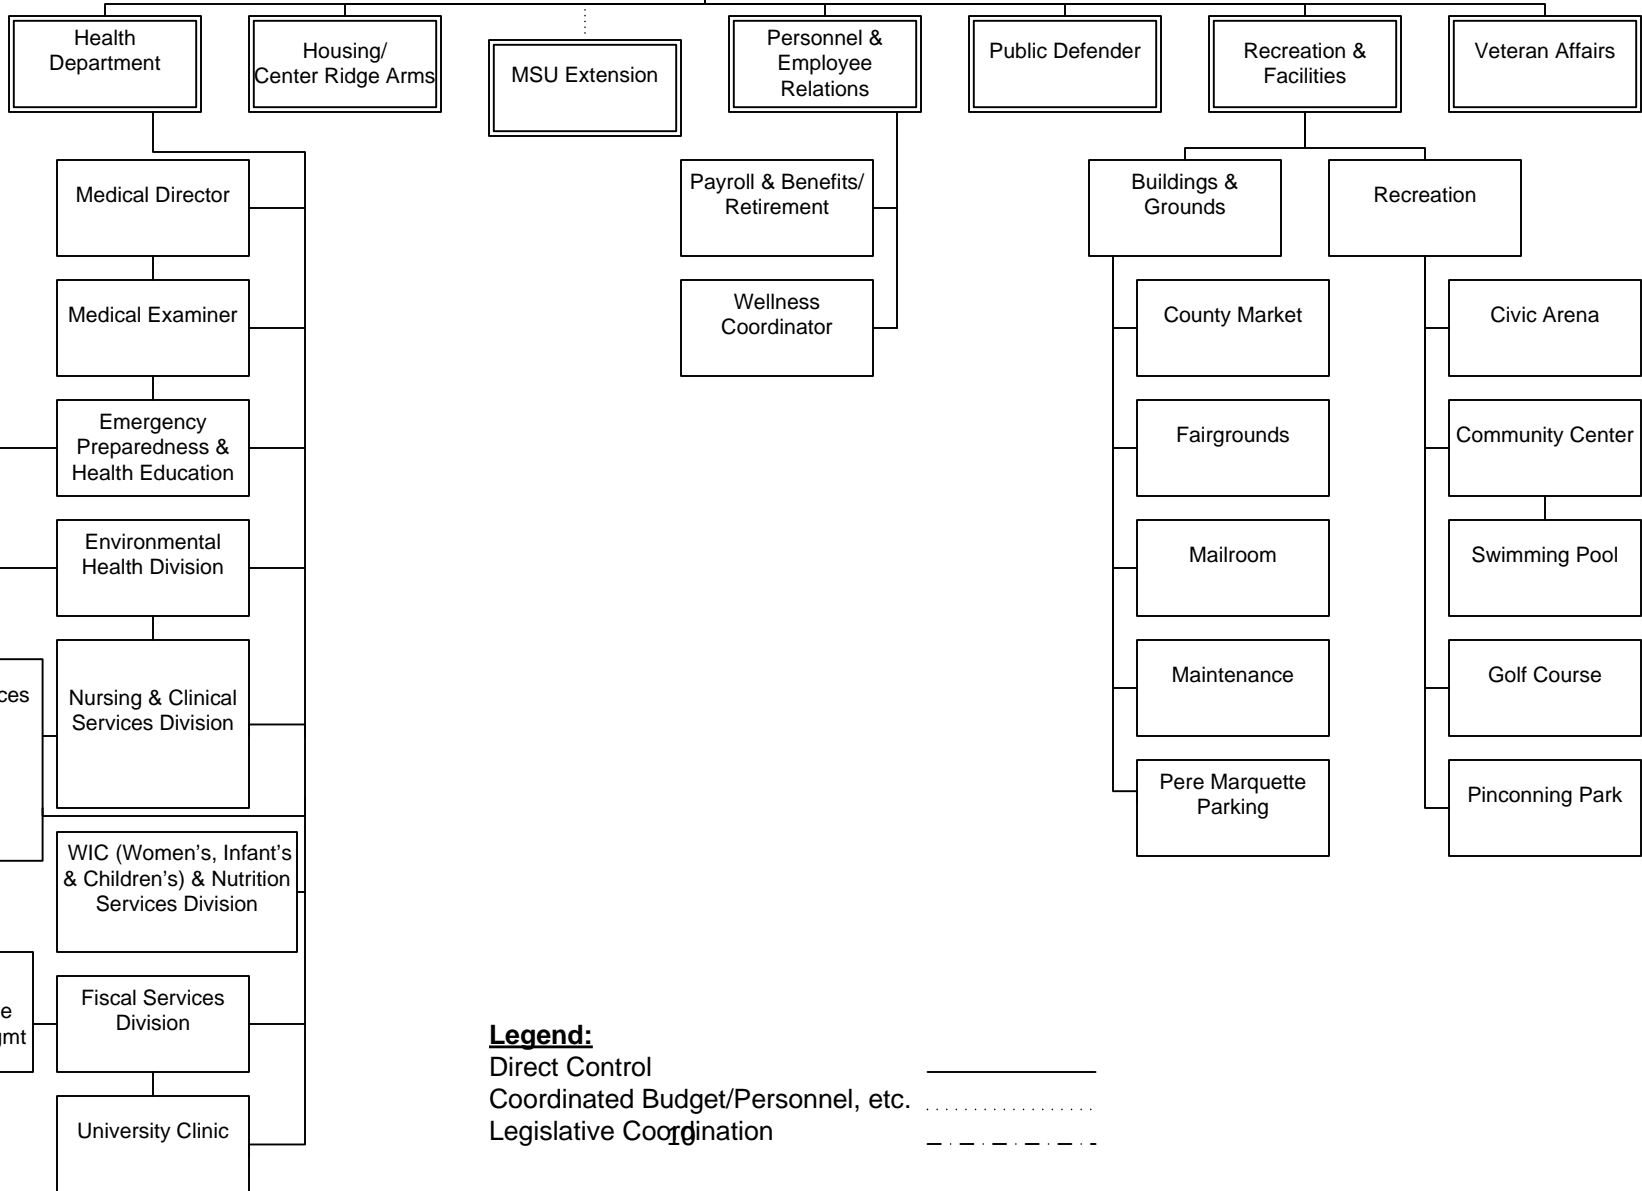 Health
Department
Housing/
Center Ridge Arms
MSU Extension
Personnel &
Employee
Relations
Public Defender
Recreation &
Facilities
Veteran Affairs
Medical Director
Medical Examiner
Emergency
Preparedness &
Health Education
Environmental
Health Division
ces
Nursing & Clinical
Services Division
WIC (Women’s, Infant’s
& Children’s) & Nutrition
Services Division
e
gmt
Fiscal Services
Division
University Clinic
Payroll & Benefits/
Retirement
Wellness
Coordinator
Buildings &
Grounds
County Market
Fairgrounds
Mailroom
Maintenance
Pere Marquette
Parking
Recreation
Civic Arena
Community Center
Swimming Pool
Golf Course
Pinconning Park
Legend:
Direct Control
Coordinated Budget/Personnel, etc.
Legislative Coordination
10